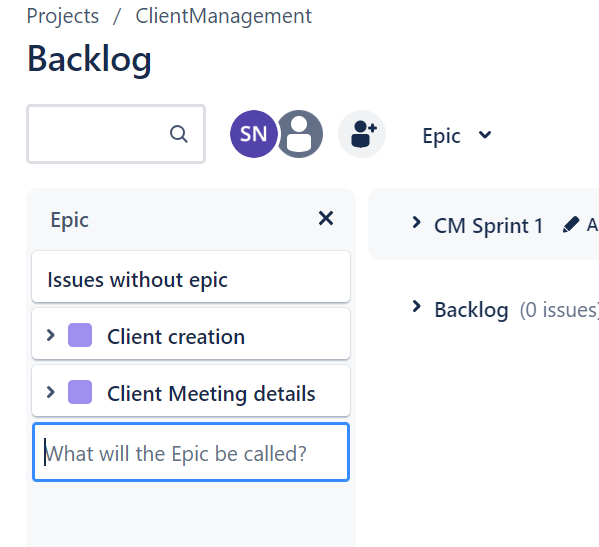 Projects / ClientManagement
Backlog
SN
Epic
Epic
Issues without epic
Client creation
Client Meeting details
What will the Epic be called?
CM Sprint 1 A
Backlog (0 issues)